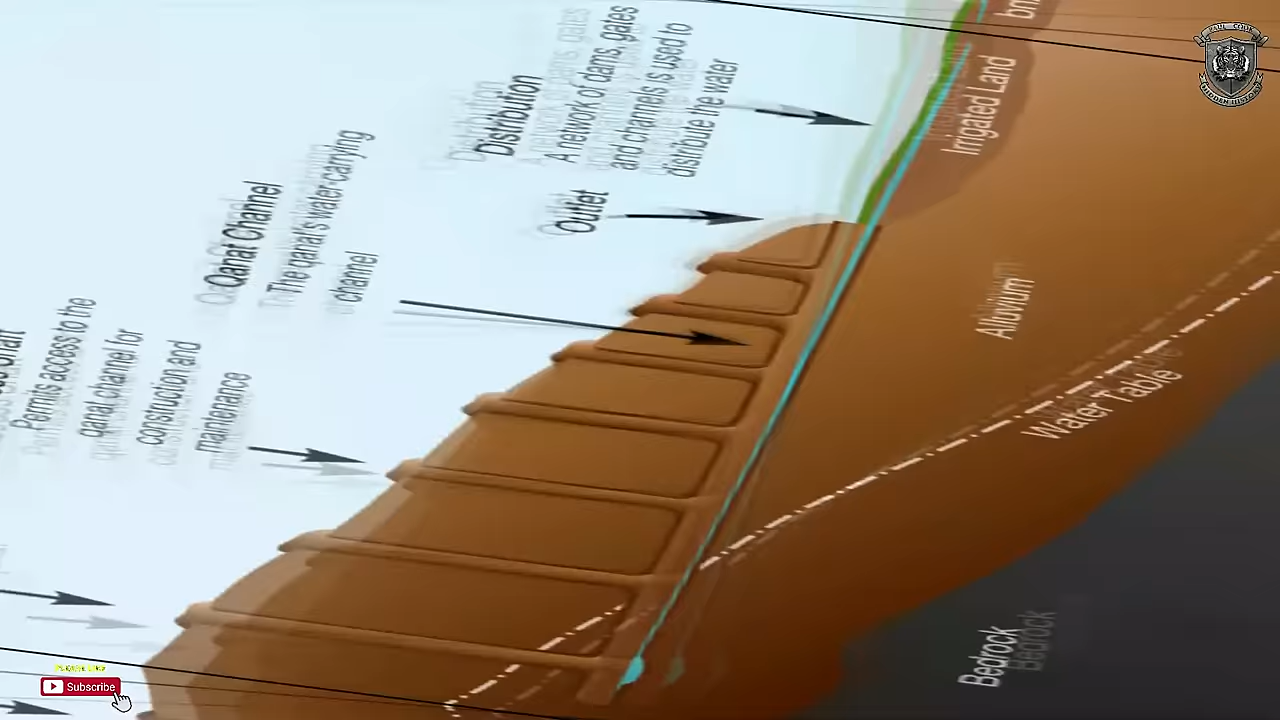 Permits access to the
qanat channel for
construction and
maintenance
Qanat Channel
The qanat's water-carrying
channel
Distribution
A network of dams, gates
and channels is used to
distribute the water
Outlet
Irrigated Land
Alluvium
Water Table
Bedrock
Subscribe